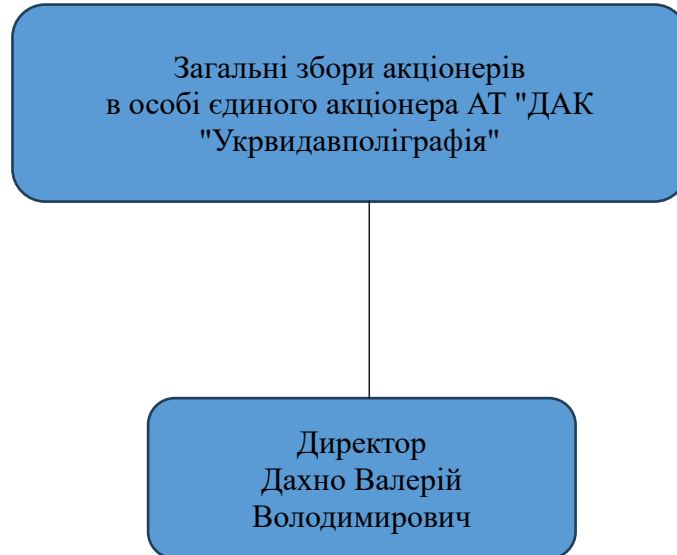 Загальні збори акціонерів
в особі єдиного акціонера АТ "ДАК
"Укрвидавполіграфія"
Директор
Дахно Валерій
Володимирович